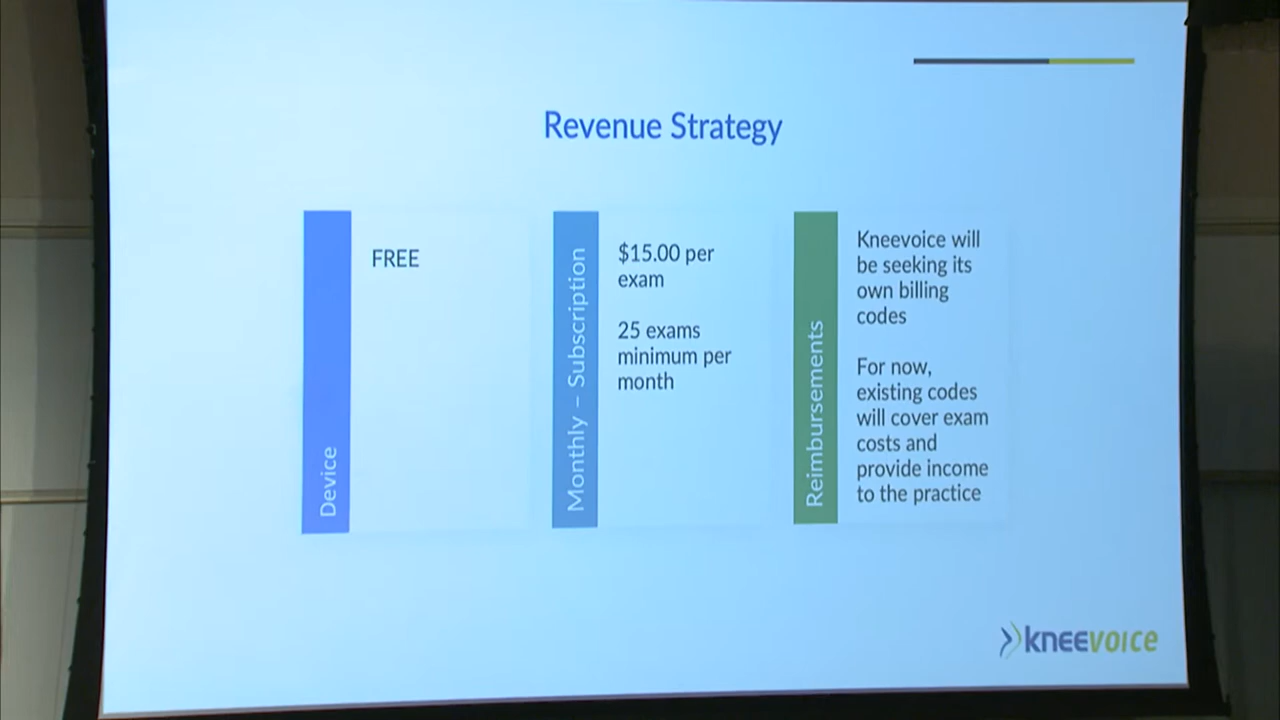 Revenue Strategy
Device
FREE
Monthly – Subscription
$15.00 per
exam
25 exams
minimum per
month
Reimbursements
Kneevoice will
be seeking its
own billing
codes
For now,
existing codes
will cover exam
costs and
provide income
to the practice
kneevoice